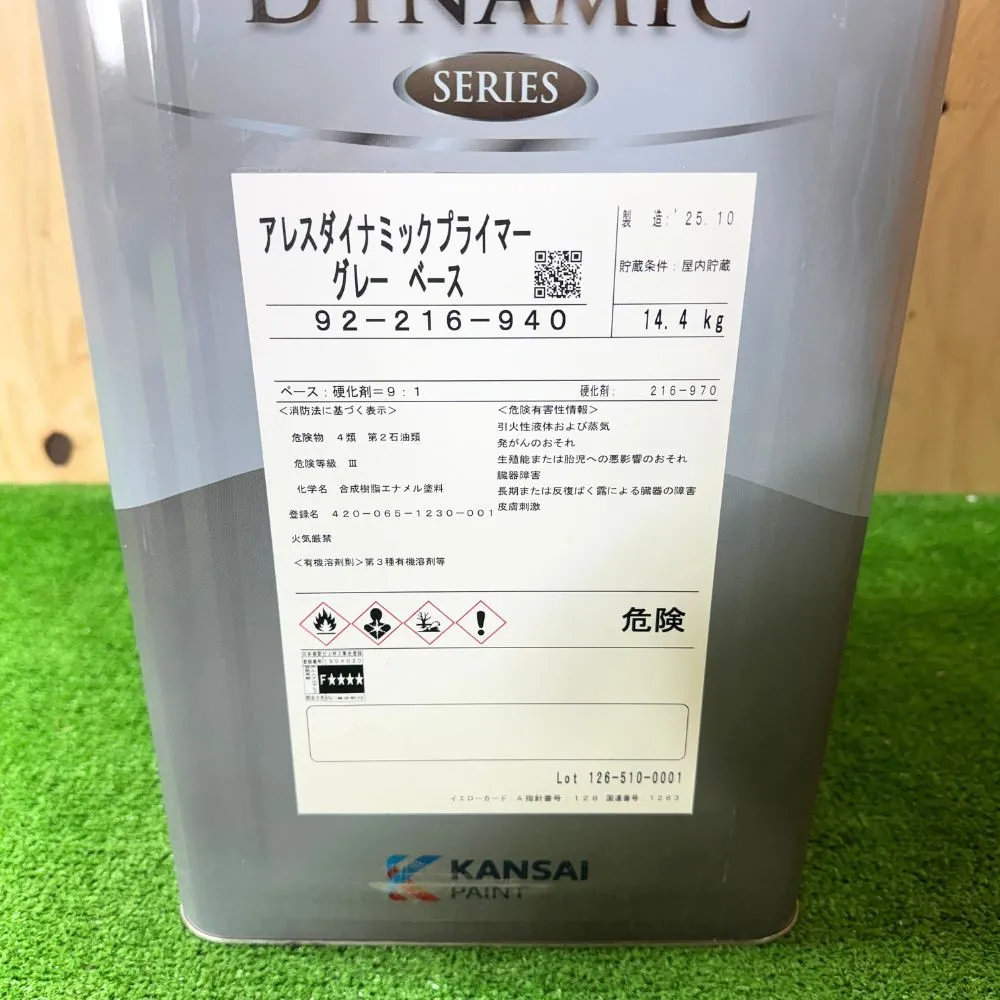 DYNAMIC
SERIES
アレスダイナミックプライマー
グレー ベース
92-216-940
製 造:'25.10
貯蔵条件:屋内貯蔵
14.4 kg
ベース:硬化剤=9:1
硬化剤: 216-970
<消防法に基づく表示>
危険物 4類 第2石油類
危険等級 Ⅲ
化学名 合成樹脂エナメル塗料
登録名 420-065-1230-001
火気厳禁
<有機溶剤則>第3種有機溶剤等
<危険有害性情報>
引火性液体および蒸気
発がんのおそれ
生殖能または胎児への悪影響のおそれ
臓器障害
長期または反復ばく露による臓器の障害
皮膚刺激
危険
F★★★★
Lot 126-510-0001
イエローカード:A指針番号:128 国連番号:1263
KANSAI
PAINT